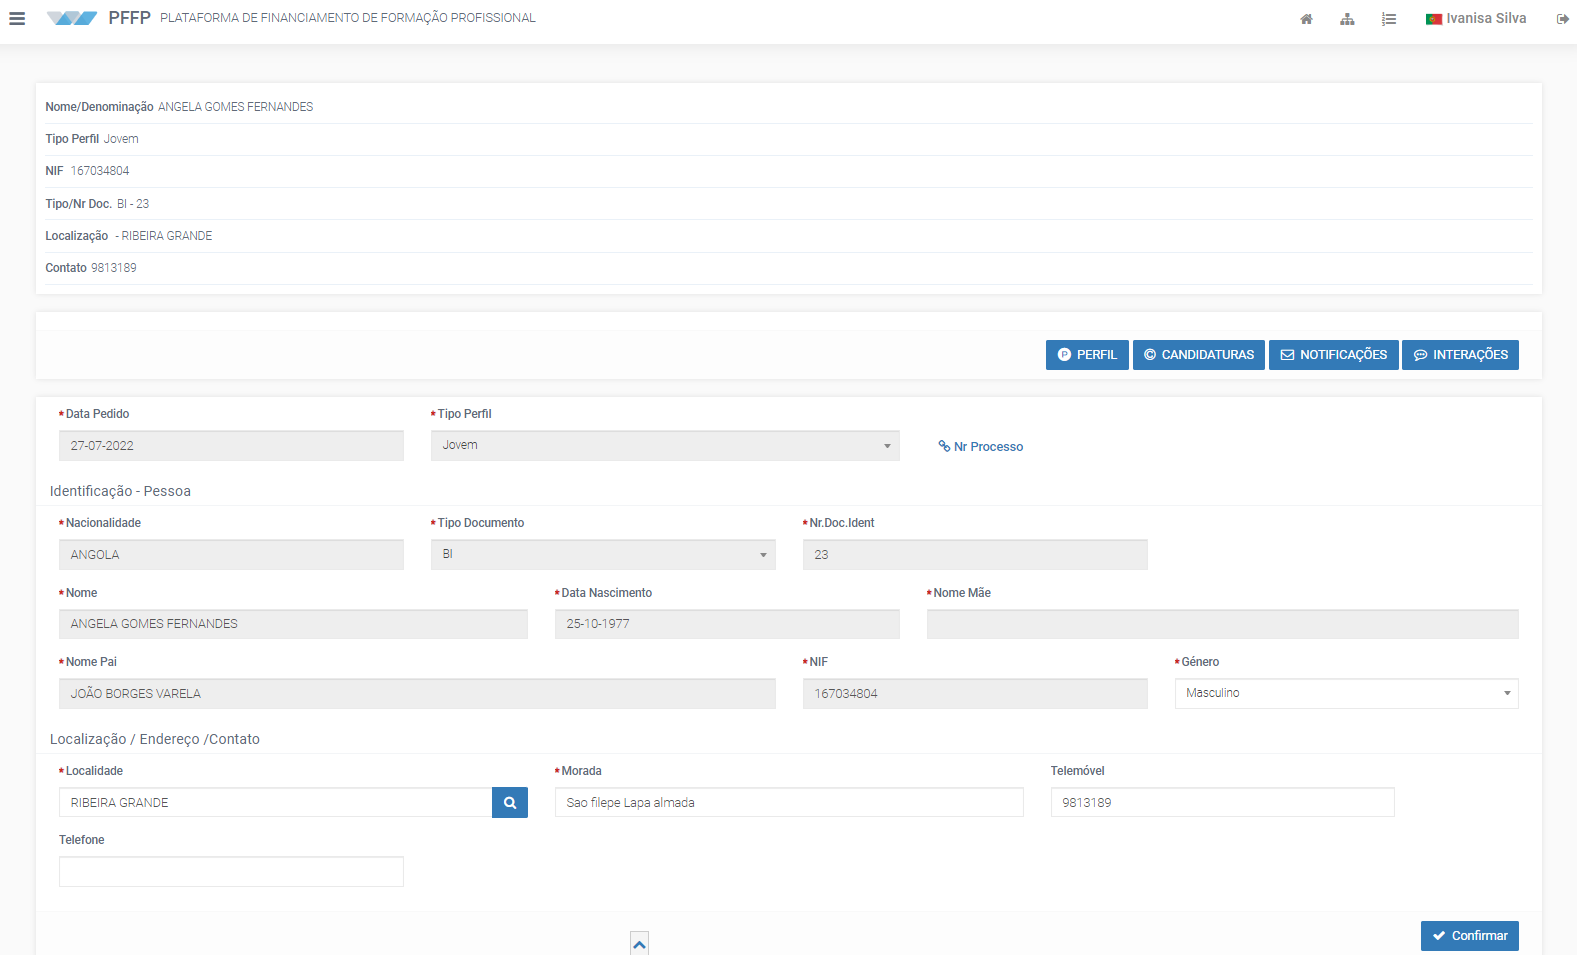 PFFP PLATAFORMA DE FINANCIAMENTO DE FORMAÇÃO PROFISSIONAL
Ivanisa Silva
Nome/Denominação ANGELA GOMES FERNANDES
Tipo Perfil Jovem
NIF 167034804
Tipo/Nr Doc. BI - 23
Localização - RIBEIRA GRANDE
Contato 9813189
PERFIL CANDIDATURAS NOTIFICAÇÕES INTERAÇÕES
* Data Pedido * Tipo Perfil
27-07-2022 Jovem Nr Processo
Identificação - Pessoa
* Nacionalidade * Tipo Documento * Nr.Doc.Ident
ANGOLA BI 23
* Nome * Data Nascimento * Nome Mãe
ANGELA GOMES FERNANDES 25-10-1977
* Nome Pai * NIF * Género
JOÃO BORGES VARELA 167034804 Masculino
Localização / Endereço /Contato
* Localidade * Morada Telemóvel
RIBEIRA GRANDE Sao filepe Lapa almada 9813189
Telefone
Confirmar